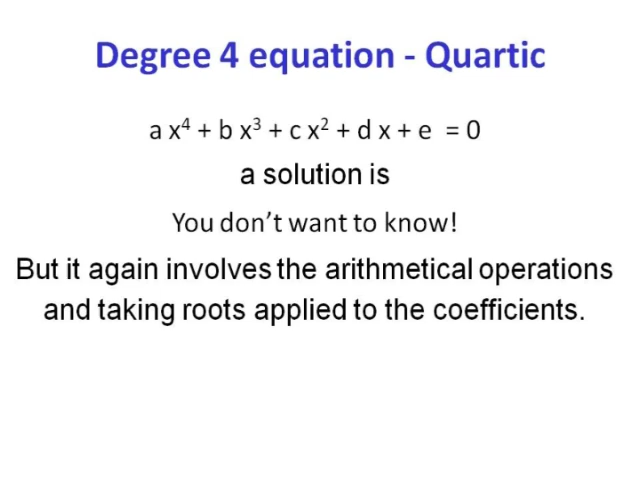 Degree 4 equation - Quartic
a x⁴ + b x³ + c x² + d x + e = 0
a solution is
You don't want to know!
But it again involves the arithmetical operations
and taking roots applied to the coefficients.